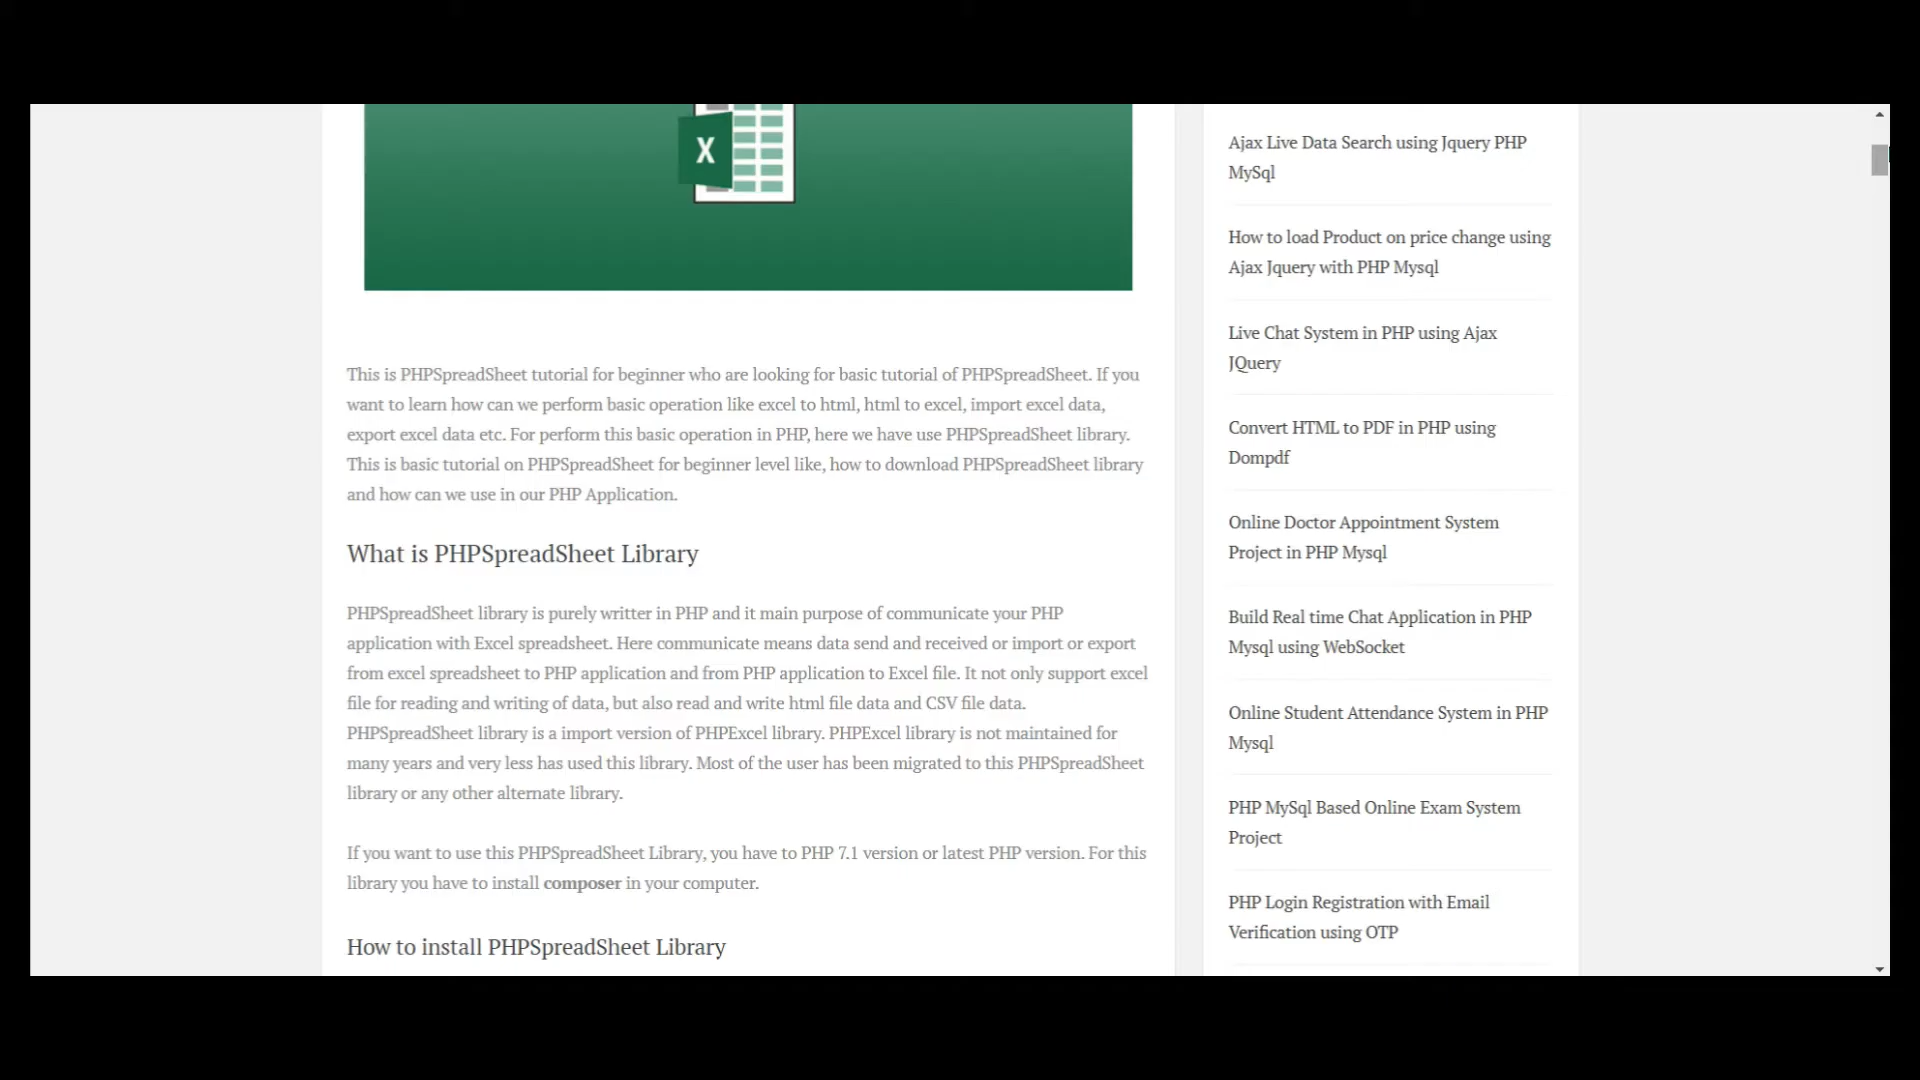 X
This is PHPSpreadSheet tutorial for beginner who are looking for basic tutorial of PHPSpreadSheet. If you
want to learn how can we perform basic operation like excel to html, html to excel, import excel data,
export excel data etc. For perform this basic operation in PHP, here we have use PHPSpreadSheet library.
This is basic tutorial on PHPSpreadSheet for beginner level like, how to download PHPSpreadSheet library
and how can we use in our PHP Application.
What is PHPSpreadSheet Library
PHPSpreadSheet library is purely writter in PHP and it main purpose of communicate your PHP
application with Excel spreadsheet. Here communicate means data send and received or import or export
from excel spreadsheet to PHP application and from PHP application to Excel file. It not only support excel
file for reading and writing of data, but also read and write html file data and CSV file data.
PHPSpreadSheet library is a import version of PHPExcel library. PHPExcel library is not maintained for
many years and very less has used this library. Most of the user has been migrated to this PHPSpreadSheet
library or any other alternate library.
If you want to use this PHPSpreadSheet Library, you have to PHP 7.1 version or latest PHP version. For this
library you have to install composer in your computer.
How to install PHPSpreadSheet Library
Ajax Live Data Search using Jquery PHP
MySql
How to load Product on price change using
Ajax Jquery with PHP Mysql
Live Chat System in PHP using Ajax
JQuery
Convert HTML to PDF in PHP using
Dompdf
Online Doctor Appointment System
Project in PHP Mysql
Build Real time Chat Application in PHP
Mysql using WebSocket
Online Student Attendance System in PHP
Mysql
PHP MySql Based Online Exam System
Project
PHP Login Registration with Email
Verification using OTP